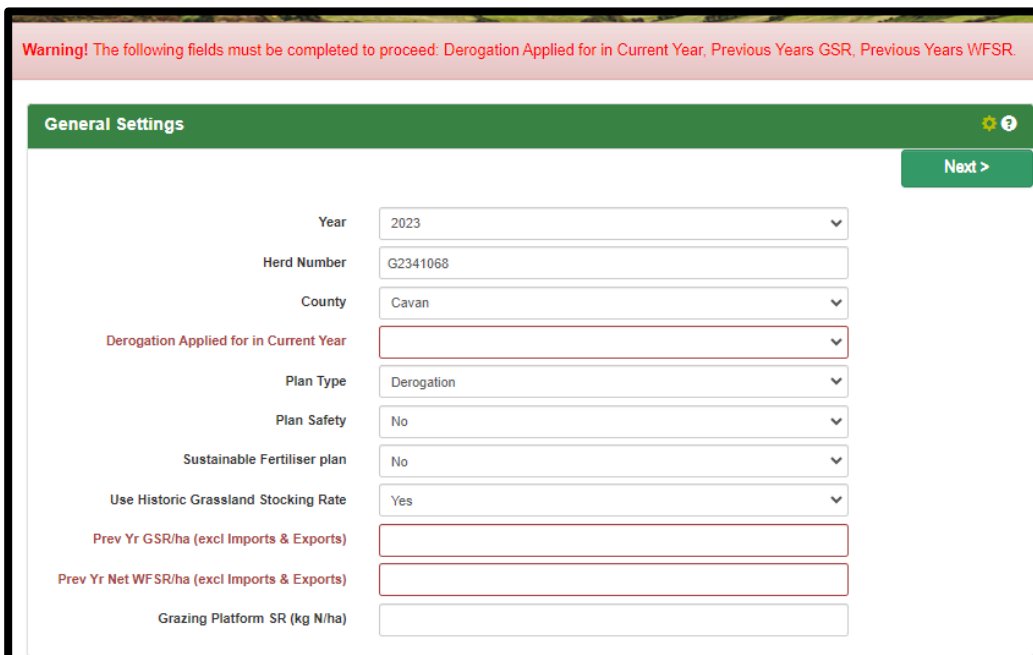 Warning! The following fields must be completed to proceed: Derogation Applied for in Current Year, Previous Years GSR, Previous Years WFSR.
General Settings
?
Next >
Year 2023
Herd Number G2341068
County Cavan
Derogation Applied for in Current Year
Plan Type Derogation
Plan Safety No
Sustainable Fertiliser plan No
Use Historic Grassland Stocking Rate Yes
Prev Yr GSR/ha (excl Imports & Exports)
Prev Yr Net WFSR/ha (excl Imports & Exports)
Grazing Platform SR (kg N/ha)